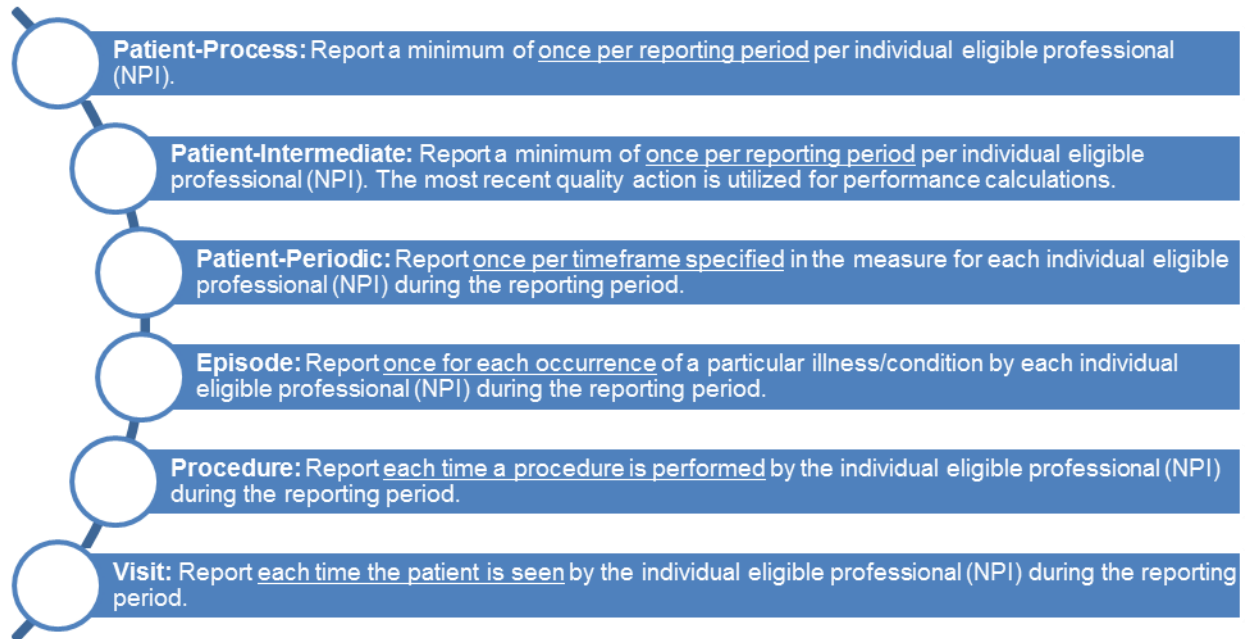 Patient-Process: Report a minimum of once per reporting period per individual eligible professional
(NPI).
Patient-Intermediate: Report a minimum of once per reporting period per individual eligible
professional (NPI). The most recent quality action is utilized for performance calculations.
Patient-Periodic: Report once per timeframe specified in the measure for each individual eligible
professional (NPI) during the reporting period.
Episode: Report once for each occurrence of a particular illness/condition by each individual
eligible professional (NPI) during the reporting period.
Procedure: Report each time a procedure is performed by the individual eligible professional (NPI)
during the reporting period.
Visit: Report each time the patient is seen by the individual eligible professional (NPI) during the reporting
period.